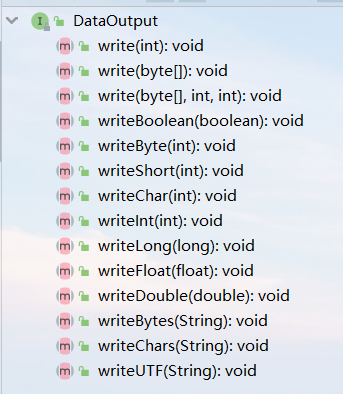 DataOutput
write(int): void
write(byte[]): void
write(byte[], int, int): void
writeBoolean(boolean): void
writeByte(int): void
writeShort(int): void
writeChar(int): void
writeInt(int): void
writeLong(long): void
writeFloat(float): void
writeDouble(double): void
writeBytes(String): void
writeChars(String): void
writeUTF(String): void